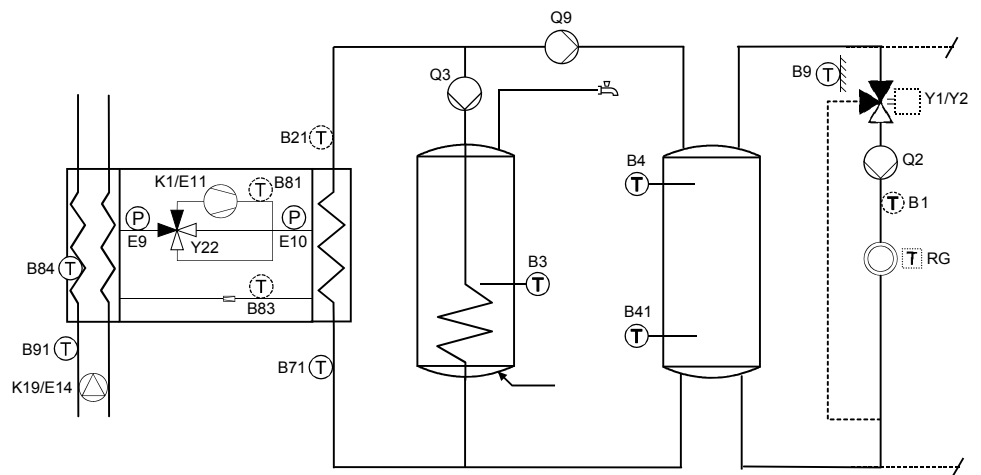 Q9
Q3
B9 T
Y1/Y2
B21 T
K1/E11
T B81
B4
T
Q2
P
P
E9
Y22
E10
T B1
B84 T
T
B83
B3
T
T RG
B41
T
B91 T
B71 T
K19/E14